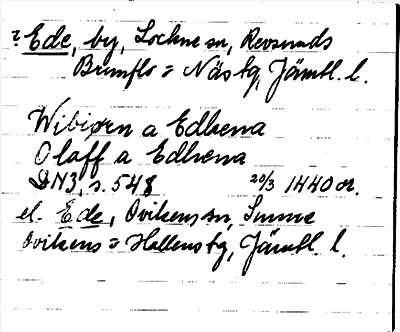 ? Ede, by, Lockne sn, Revsunds
Brunflo = Näs tg, Jämtl. l.
Wibiørn a Edhena
Olaff a Edhena
DN3, s. 548 20/3 1440 or.
el. Ede, Ovikens sn, Sunne
Ovikens = Hallens tg, Jämtl. l.